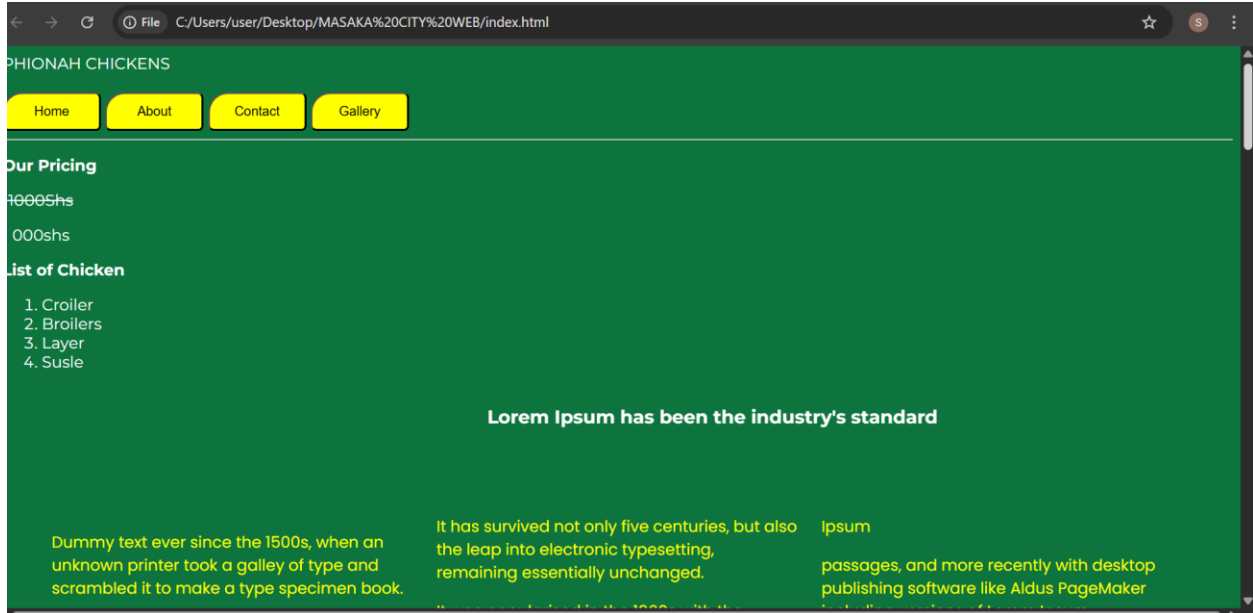 File C:/Users/user/Desktop/MASAKA%20CITY%20WEB/index.html
S
PHIONAH CHICKENS
Home About Contact Gallery
Our Pricing
1000Shs
000shs
List of Chicken
1. Croiler
2. Broilers
3. Layer
4. Susle
Lorem Ipsum has been the industry's standard
Dummy text ever since the 1500s, when an
unknown printer took a galley of type and
scrambled it to make a type specimen book.
It has survived not only five centuries, but also
the leap into electronic typesetting,
remaining essentially unchanged.
Ipsum
passages, and more recently with desktop
publishing software like Aldus PageMaker